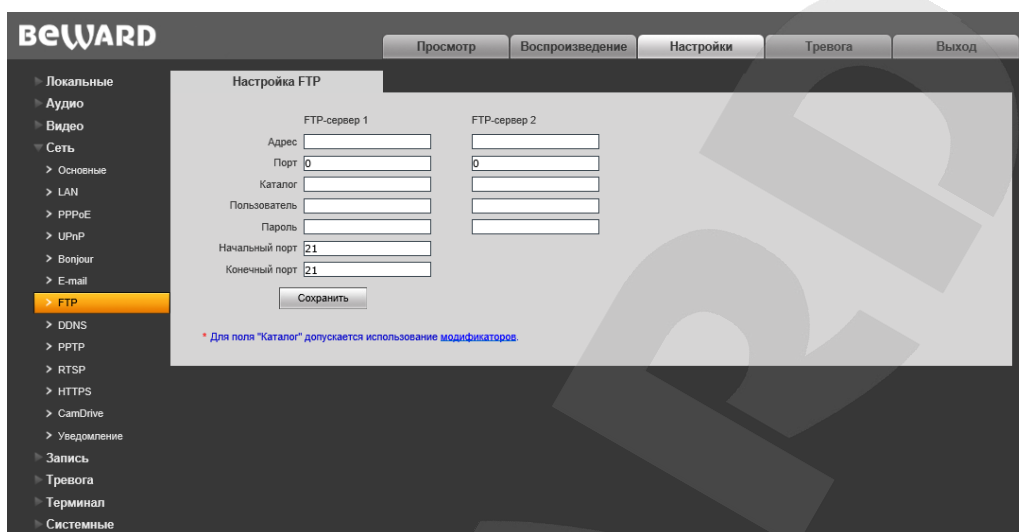 BEWARD
Просмотр Воспроизведение Настройки Тревога Выход
Локальные
Аудио
Видео
Сеть
Основные
LAN
PPPoE
UPnP
Bonjour
E-mail
FTP
DDNS
PPTP
RTSP
HTTPS
CamDrive
Уведомление
Запись
Тревога
Терминал
Системные
Настройка FTP
FTP-сервер 1 FTP-сервер 2
Адрес
Порт 0 0
Каталог
Пользователь
Пароль
Начальный порт 21
Конечный порт 21
Сохранить
* Для поля "Каталог" допускается использование модификаторов.